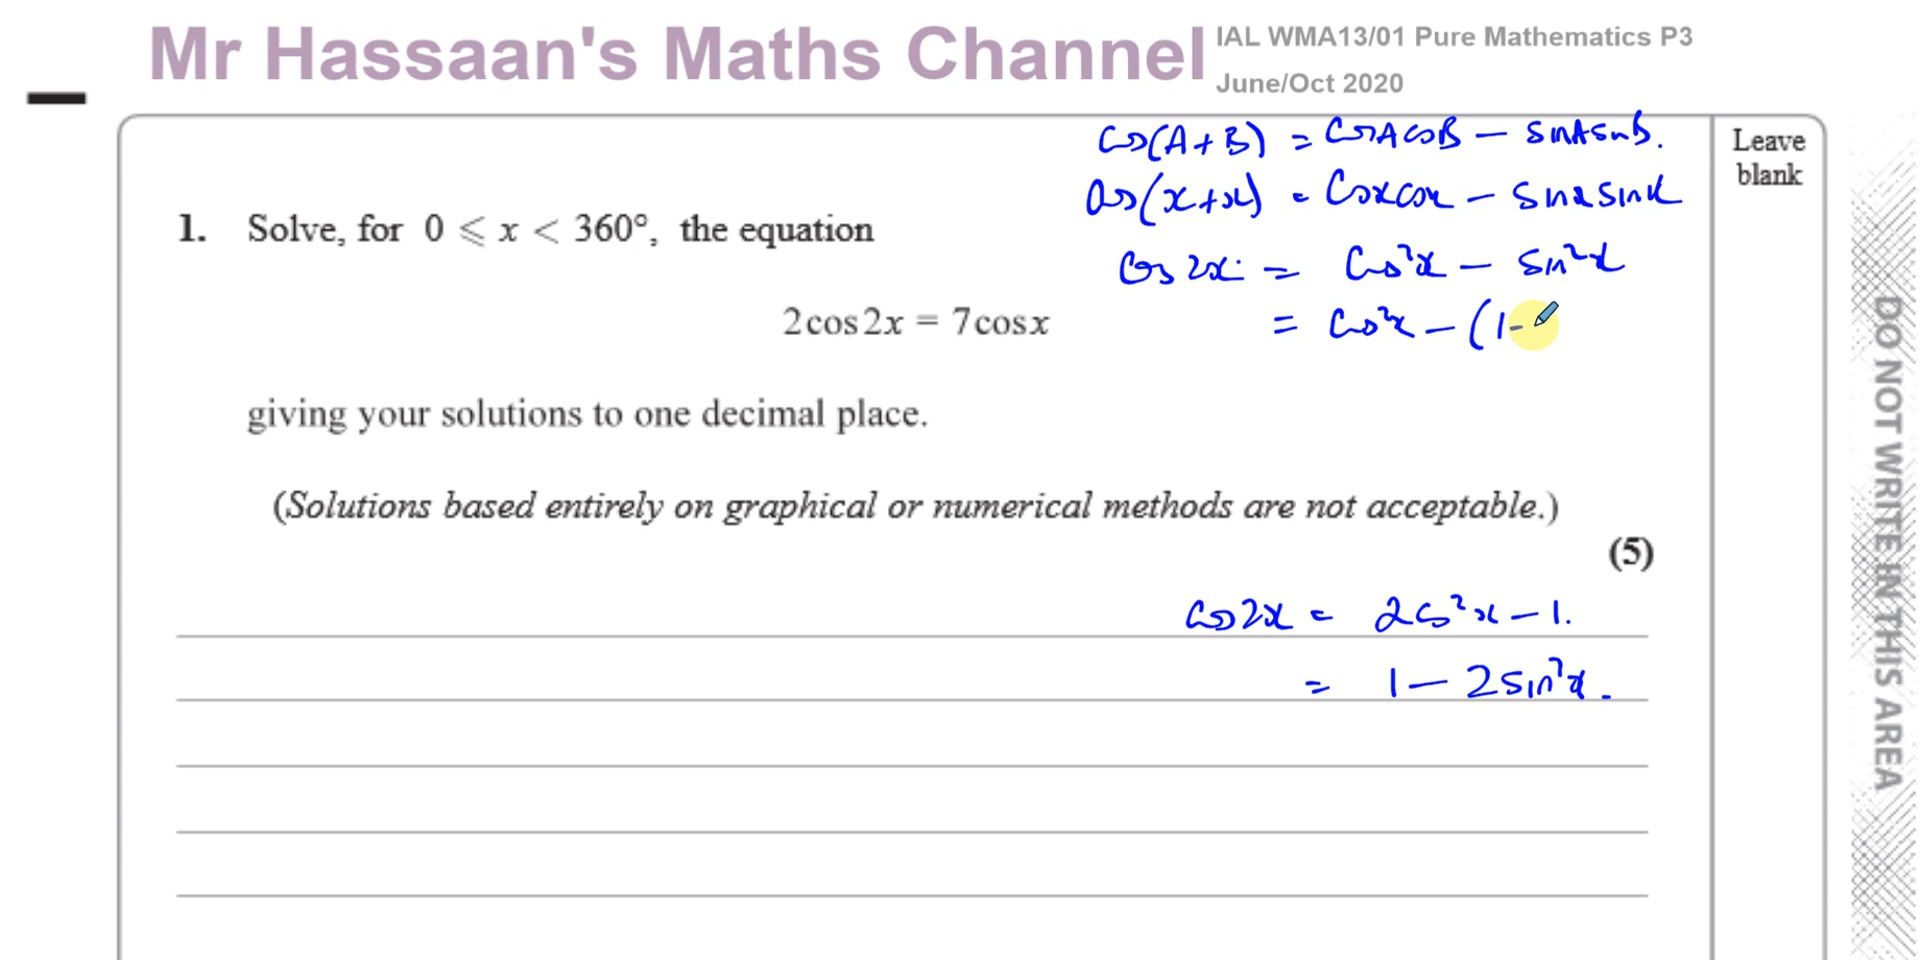 Mr Hassaan's Maths Channel
IAL WMA13/01 Pure Mathematics P3
June/Oct 2020
Leave
blank
cos(A+B) = cosAcosB - sinAsinB.
cos(x+x) = cosxcosx - sinxsinx
1. Solve, for 0 ⩽ x < 360°, the equation
cos2x = cos²x - sin²x
2cos2x = 7cosx
= cos²x - (1-
giving your solutions to one decimal place.
(Solutions based entirely on graphical or numerical methods are not acceptable.)
(5)
cos2x = 2cos²x - 1.
= 1 - 2sin²x.
DO NOT WRITE IN THIS AREA